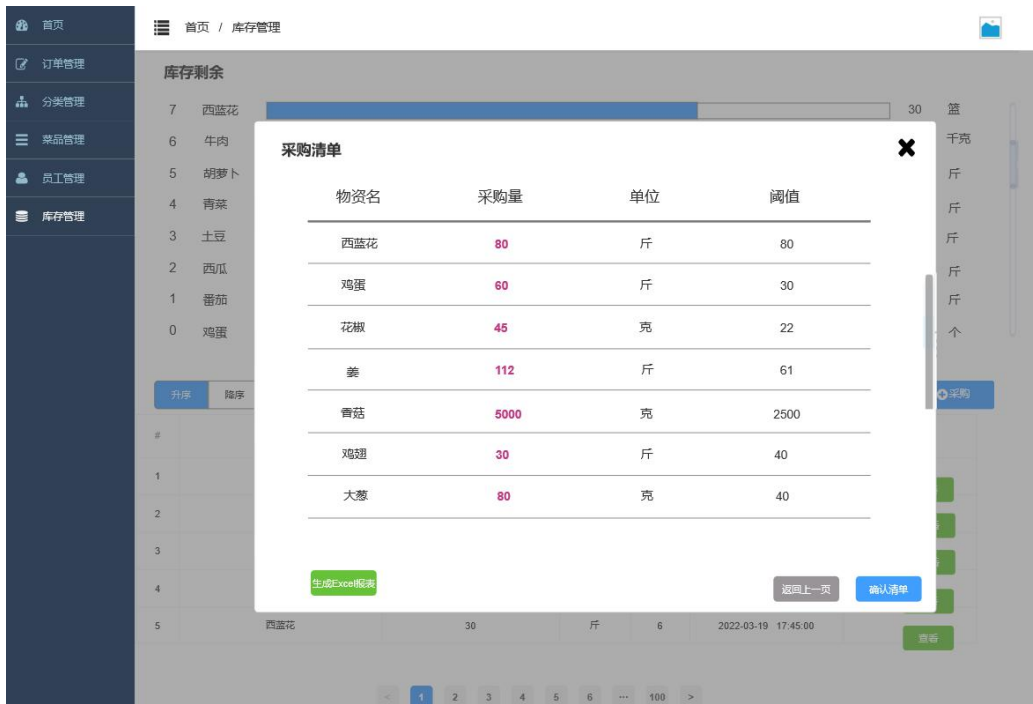 首页
首页 / 库存管理
订单管理
分类管理
菜品管理
员工管理
库存管理
库存剩余
7 西蓝花 30 篮
6 牛肉 千克
5 胡萝卜 斤
4 青菜 斤
3 土豆 斤
2 西瓜 斤
1 番茄 斤
0 鸡蛋 个
升序 降序 采购
采购清单
物资名 采购量 单位 阈值
西蓝花 80 斤 80
鸡蛋 60 斤 30
花椒 45 克 22
姜 112 斤 61
香菇 5000 克 2500
鸡翅 30 斤 40
大葱 80 克 40
生成Excel报表 返回上一页 确认清单
#
1
2
3
4
5 西蓝花 30 斤 6 2022-03-19 17:45:00 查看
< 1 2 3 4 5 6 ··· 100 >